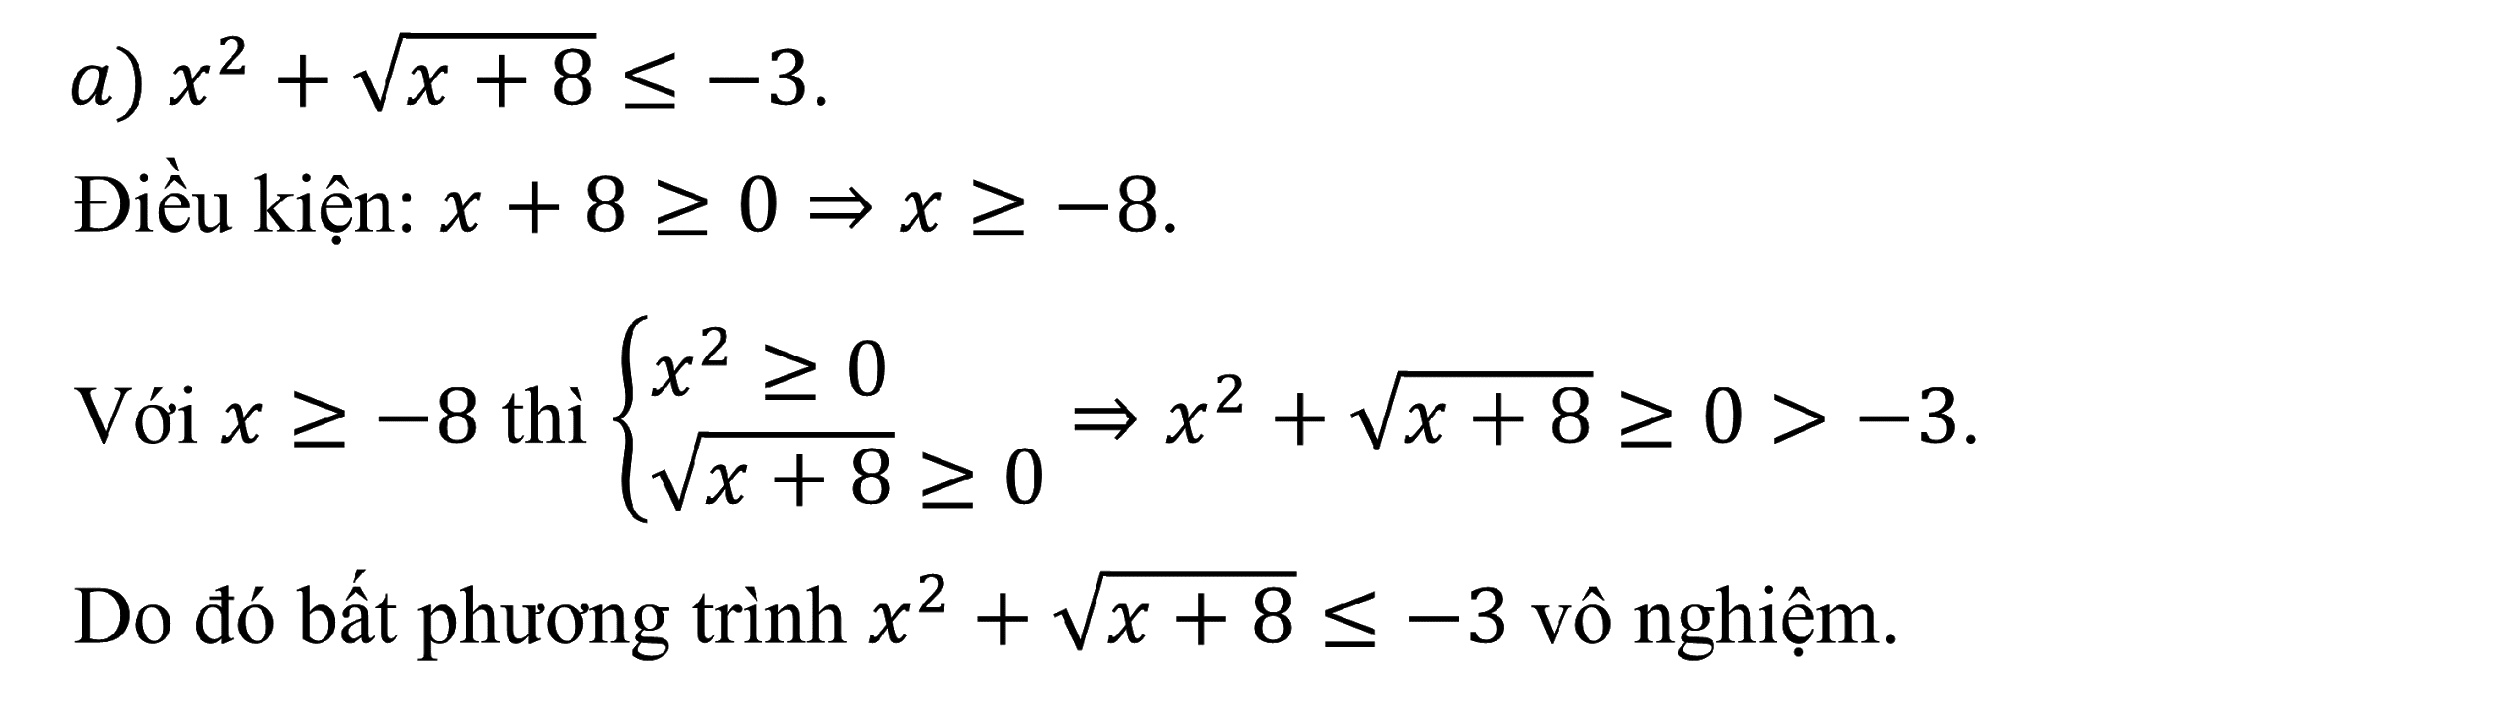 a) x² + √(x + 8) ≤ −3.
Điều kiện: x + 8 ≥ 0 ⇒ x ≥ −8.
Với x ≥ −8 thì { x² ≥ 0 ; √(x + 8) ≥ 0 ⇒ x² + √(x + 8) ≥ 0 > −3.
Do đó bất phương trình x² + √(x + 8) ≤ −3 vô nghiệm.